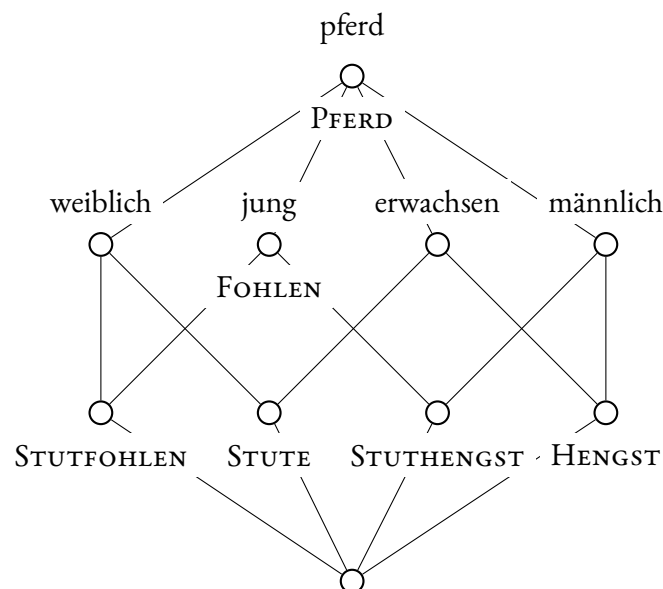 pferd
Pferd
weiblich jung erwachsen männlich
Fohlen
Stutfohlen Stute Stuthengst Hengst